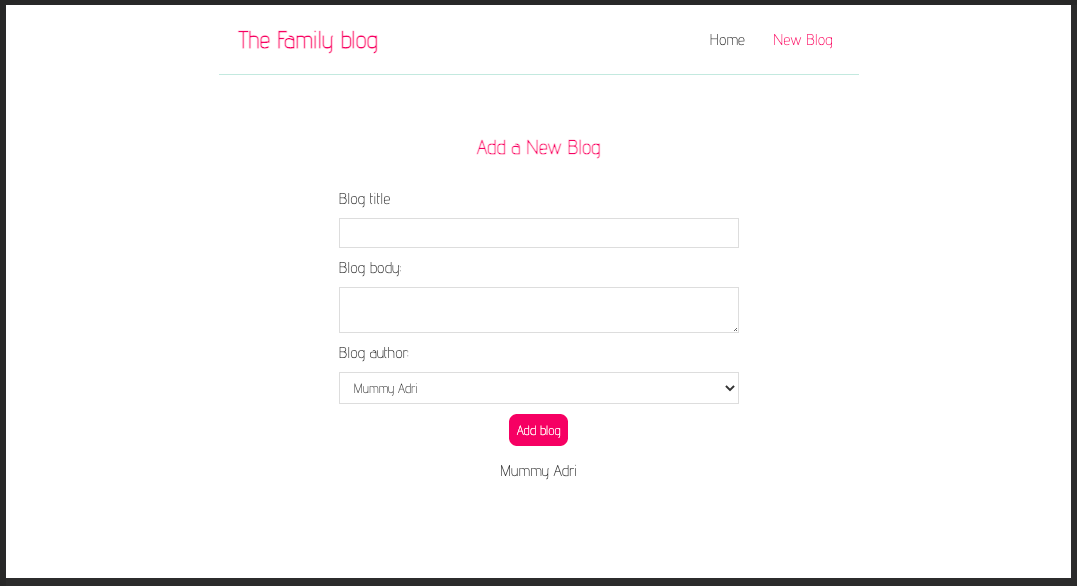 The Family blog
Home New Blog
Add a New Blog
Blog title
Blog body:
Blog author:
Mummy Adri
Add blog
Mummy Adri